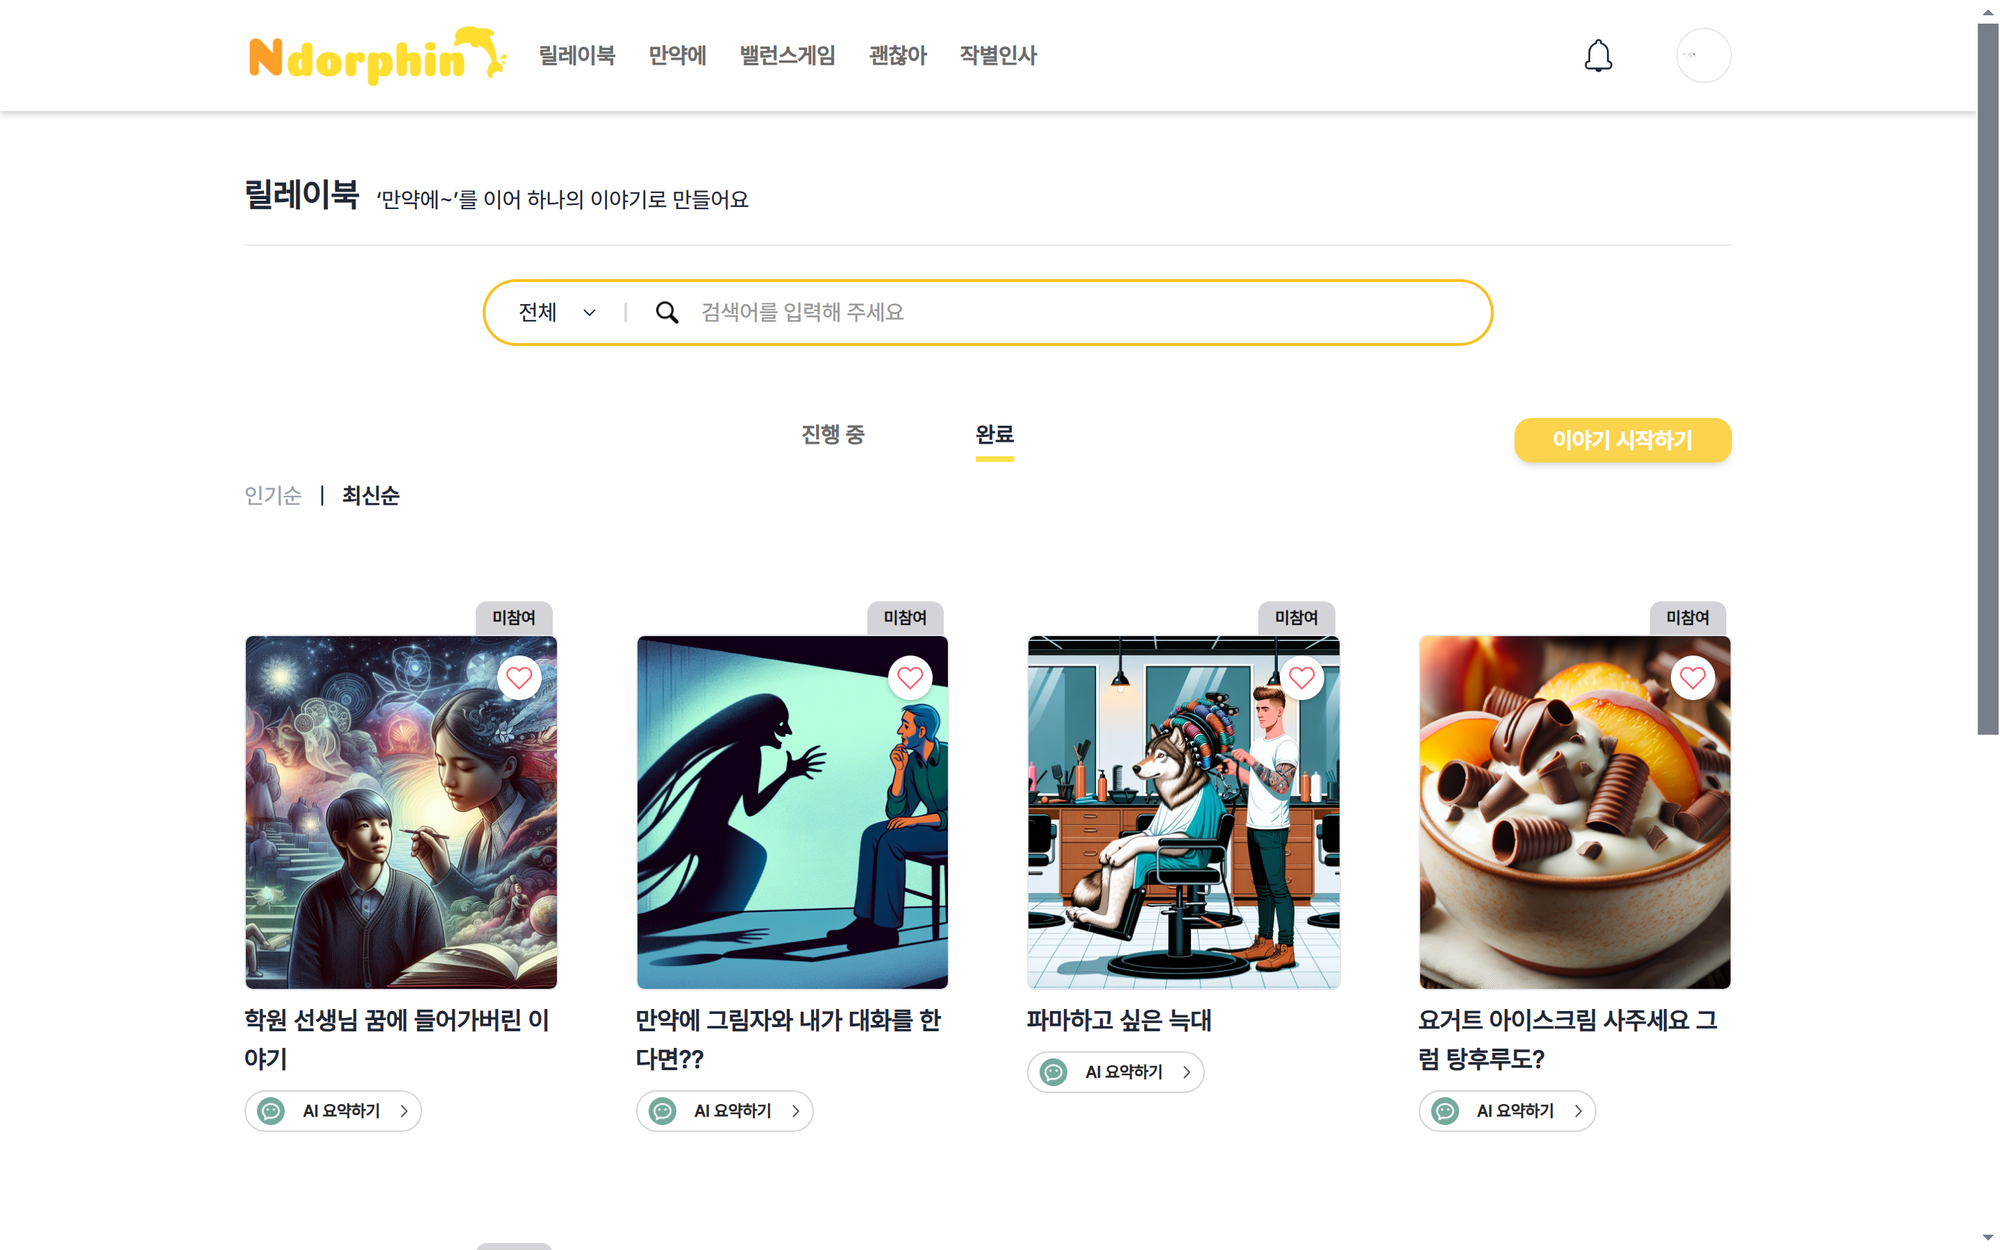 Ndorphin 릴레이북 만약에 밸런스게임 괜찮아 작별인사
릴레이북 ‘만약에~’를 이어 하나의 이야기로 만들어요
전체 검색어를 입력해 주세요
진행 중 완료 이야기 시작하기
인기순 | 최신순
미참여 미참여 미참여 미참여
학원 선생님 꿈에 들어가버린 이
야기
AI 요약하기
만약에 그림자와 내가 대화를 한
다면??
AI 요약하기
파마하고 싶은 늑대
AI 요약하기
요거트 아이스크림 사주세요 그
럼 탕후루도?
AI 요약하기